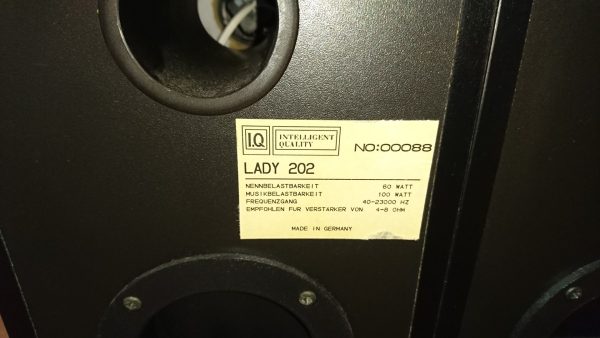 I.Q INTELLIGENT QUALITY NO:00088
LADY 202
NENNBELASTBARKEIT 60 WATT
MUSIKBELASTBARKEIT 100 WATT
FREQUENZGANG 40-23000 HZ
EMPFOHLEN FUR VERSTARKER VON 4-8 OHM
MADE IN GERMANY